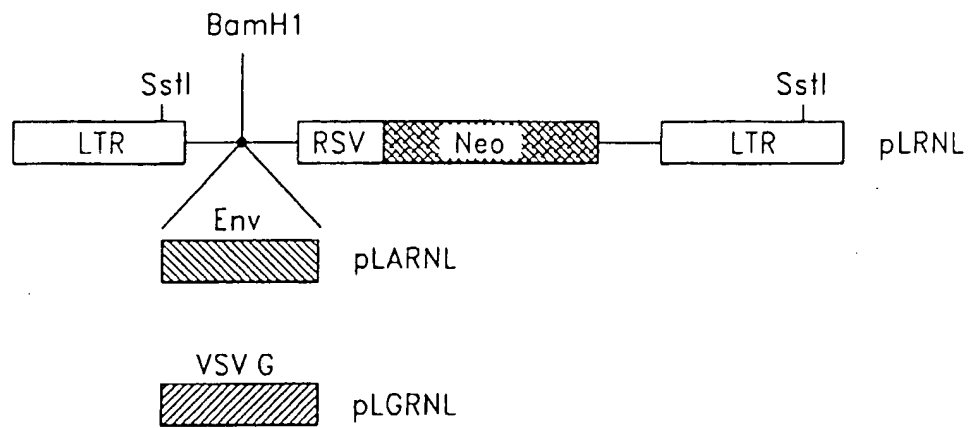 BamH1
SstI SstI
LTR RSV Neo LTR pLRNL
Env
pLARNL
VSV G
pLGRNL